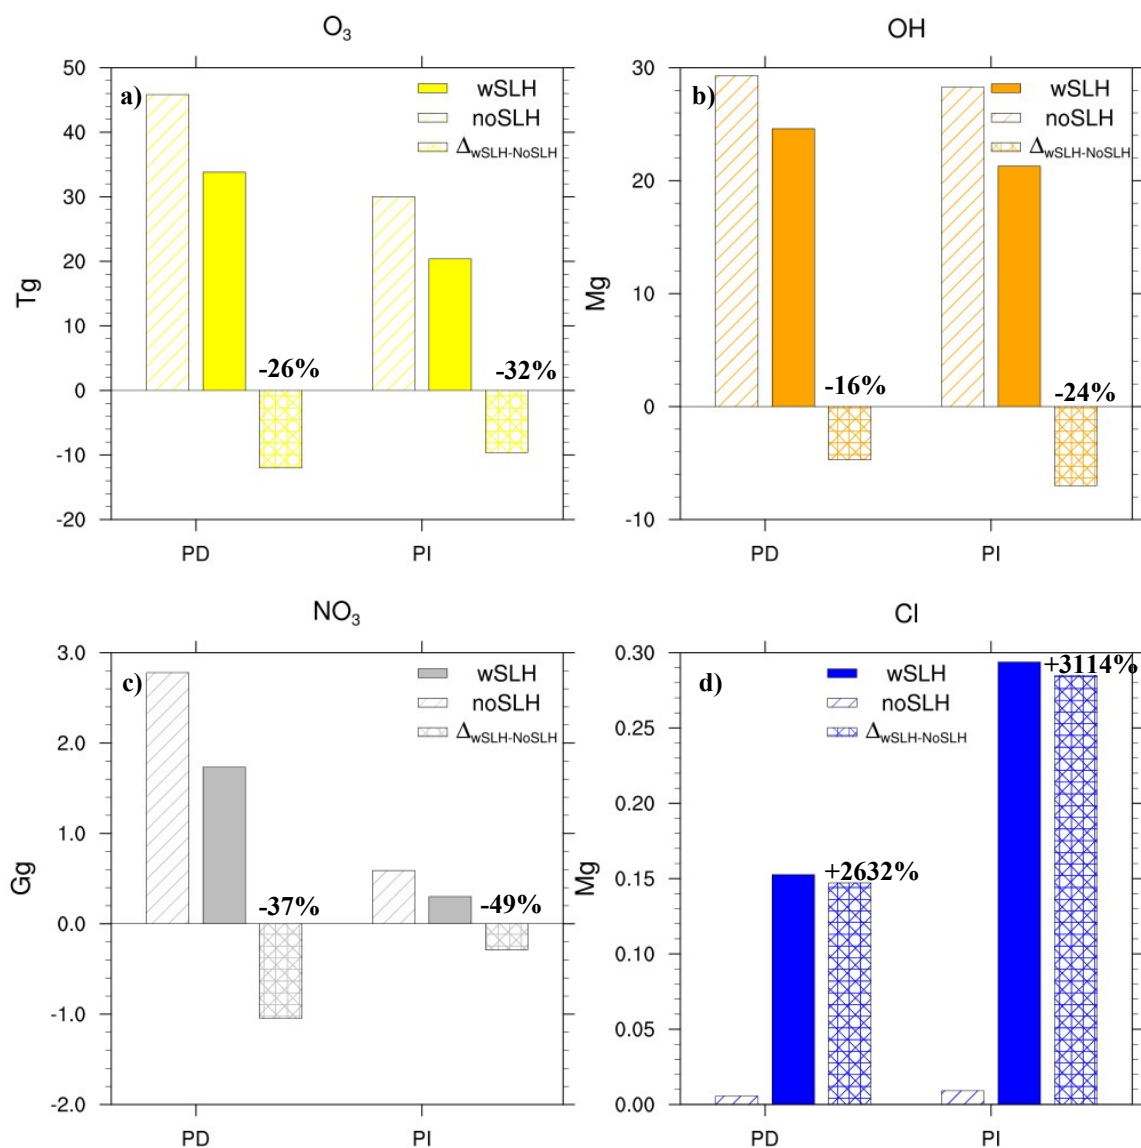 O₃
50
40
30
20
10
0
-10
-20
Tg
a)
wSLH
noSLH
ΔwSLH-NoSLH
-26%
-32%
PD
PI
OH
30
20
10
0
-10
Mg
b)
wSLH
noSLH
ΔwSLH-NoSLH
-16%
-24%
PD
PI
NO₃
3.0
2.0
1.0
0.0
-1.0
-2.0
Gg
c)
wSLH
noSLH
ΔwSLH-NoSLH
-37%
-49%
PD
PI
Cl
0.30
0.25
0.20
0.15
0.10
0.05
0.00
Mg
d)
wSLH
noSLH
ΔwSLH-NoSLH
+2632%
+3114%
PD
PI